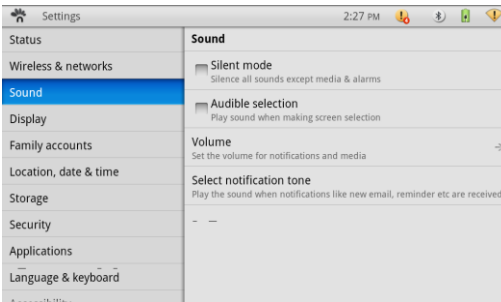 Settings
2:27 PM
Status
Wireless & networks
Sound
Display
Family accounts
Location, date & time
Storage
Security
Applications
Language & keyboard
Sound
Silent mode
Silence all sounds except media & alarms
Audible selection
Play sound when making screen selection
Volume
Set the volume for notifications and media
Select notification tone
Play the sound when notifications like new email, reminder etc are received